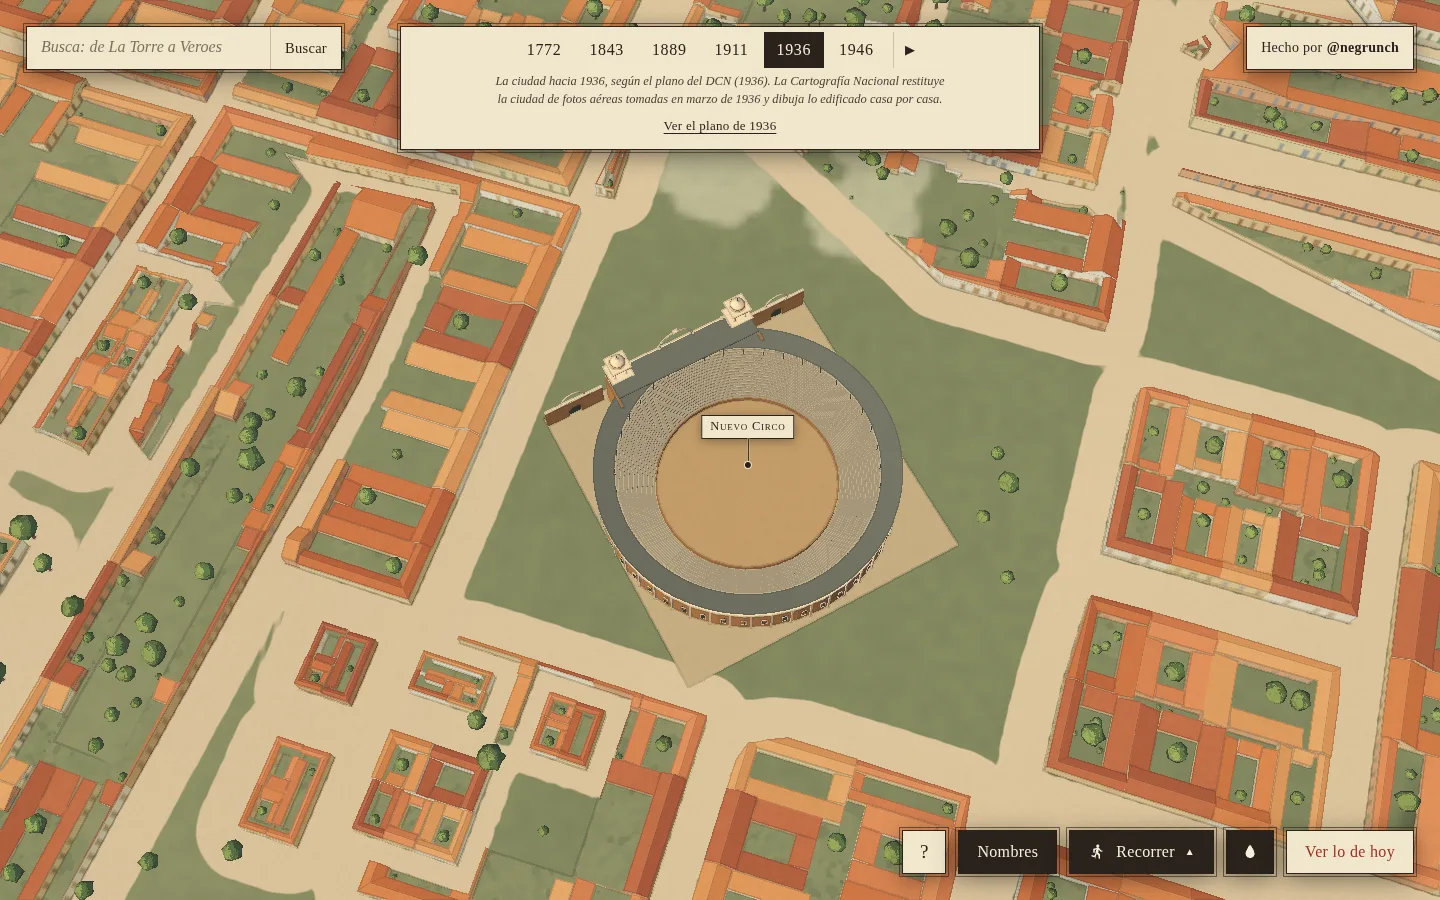 Busca: de La Torre a Veroes
Buscar
1772 1843 1889 1911 1936 1946 ▶
La ciudad hacia 1936, según el plano del DCN (1936). La Cartografía Nacional restituye
la ciudad de fotos aéreas tomadas en marzo de 1936 y dibuja lo edificado casa por casa.
Ver el plano de 1936
Hecho por @negrunch
Nuevo Circo
?
Nombres
Recorrer ▲
Ver lo de hoy